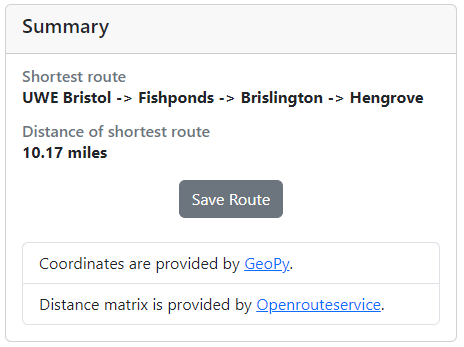 Summary
Shortest route
UWE Bristol -> Fishponds -> Brislington -> Hengrove
Distance of shortest route
10.17 miles
Save Route
Coordinates are provided by GeoPy.
Distance matrix is provided by Openrouteservice.